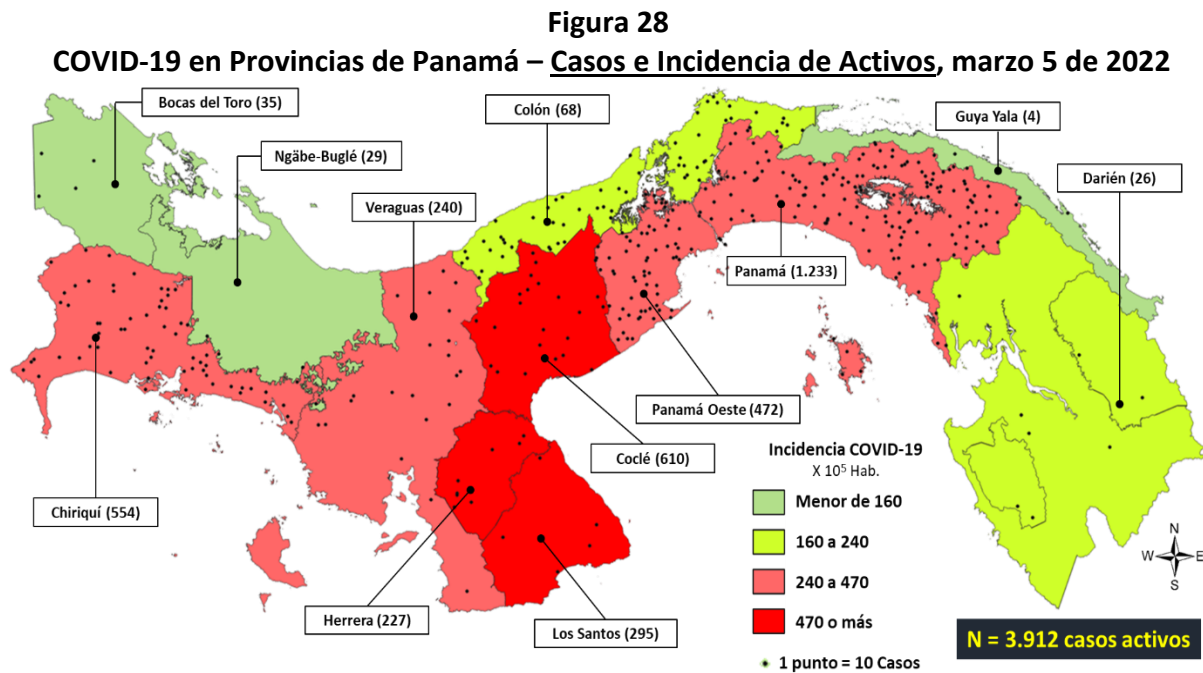 Figura 28
COVID-19 en Provincias de Panamá – Casos e Incidencia de Activos, marzo 5 de 2022
Bocas del Toro (35)
Colón (68)
Guya Yala (4)
Ngäbe-Buglé (29)
Darién (26)
Veraguas (240)
Panamá (1.233)
Panamá Oeste (472)
Coclé (610)
Chiriquí (554)
Herrera (227)
Los Santos (295)
Incidencia COVID-19
X 10⁵ Hab.
Menor de 160
160 a 240
240 a 470
470 o más
1 punto = 10 Casos
N
W E
S
N = 3.912 casos activos